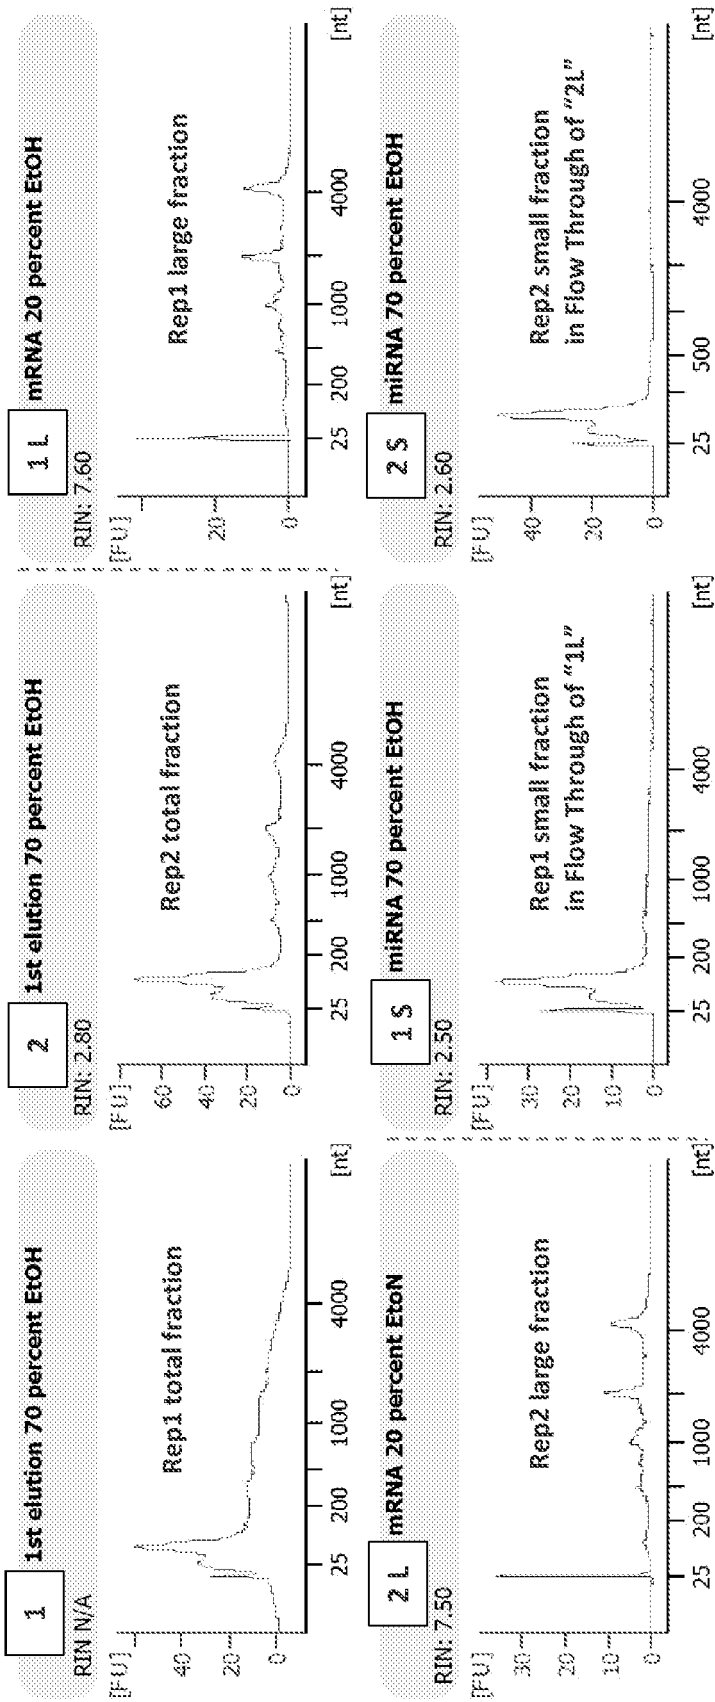 1
1st elution 70 percent EtOH
RIN N/A
[FU]
Rep1 total fraction
40
20
0
25
200
1000
4000
[nt]
2
1st elution 70 percent EtOH
RIN: 2.80
[FU]
Rep2 total fraction
60
40
20
0
25
200
1000
4000
[nt]
1 L
mRNA 20 percent EtOH
RIN: 7.60
[FU]
Rep1 large fraction
20
0
25
200
1000
4000
[nt]
2 L
mRNA 20 percent EtoN
RIN: 7.50
[FU]
Rep2 large fraction
30
20
10
0
25
200
1000
4000
[nt]
1 S
miRNA 70 percent EtOH
RIN: 2.50
[FU]
Rep1 small fraction
in Flow Through of "1L"
30
20
10
0
25
200
1000
4000
[nt]
2 S
miRNA 70 percent EtOH
RIN: 2.60
[FU]
Rep2 small fraction
in Flow Through of "2L"
40
20
0
25
500
4000
[nt]